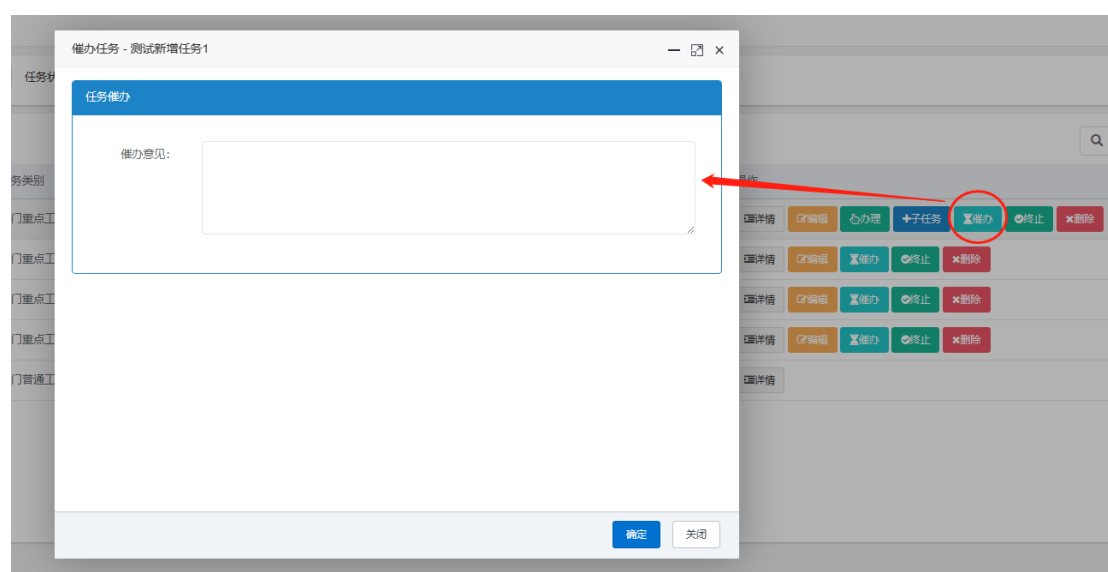 催办任务 - 测试新增任务1
任务状
任务催办
催办意见:
务类别
门重点工
详情 编辑 办理 子任务 催办 终止 删除
门重点工
详情 编辑 催办 终止 删除
门重点工
详情 编辑 催办 终止 删除
门重点工
详情 编辑 催办 终止 删除
门普通工
详情
确定 关闭